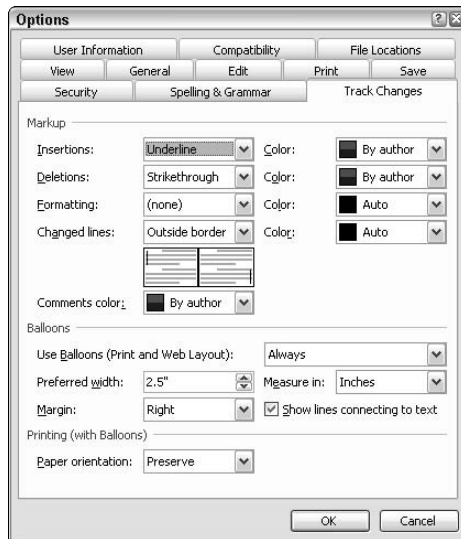 Options
User Information Compatibility File Locations
View General Edit Print Save
Security Spelling & Grammar Track Changes
Markup
Insertions: Underline Color: By author
Deletions: Strikethrough Color: By author
Formatting: (none) Color: Auto
Changed lines: Outside border Color: Auto
Comments color: By author
Balloons
Use Balloons (Print and Web Layout): Always
Preferred width: 2.5" Measure in: Inches
Margin: Right Show lines connecting to text
Printing (with Balloons)
Paper orientation: Preserve
OK Cancel